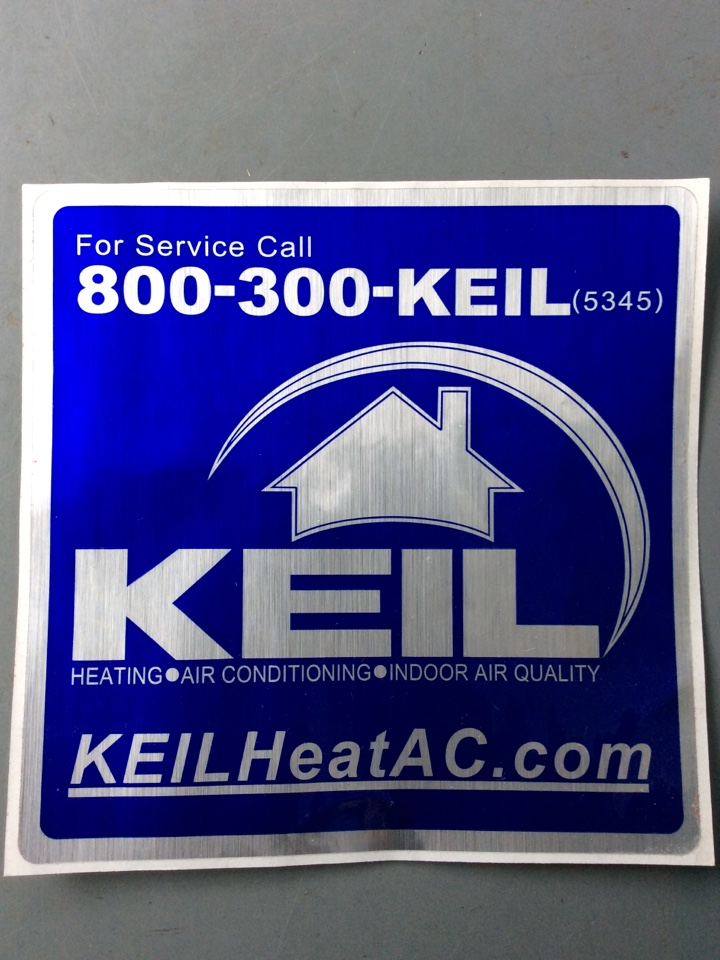 For Service Call
800-300-KEIL(5345)
KEIL
HEATING●AIR CONDITIONING●INDOOR AIR QUALITY
KEILHeatAC.com